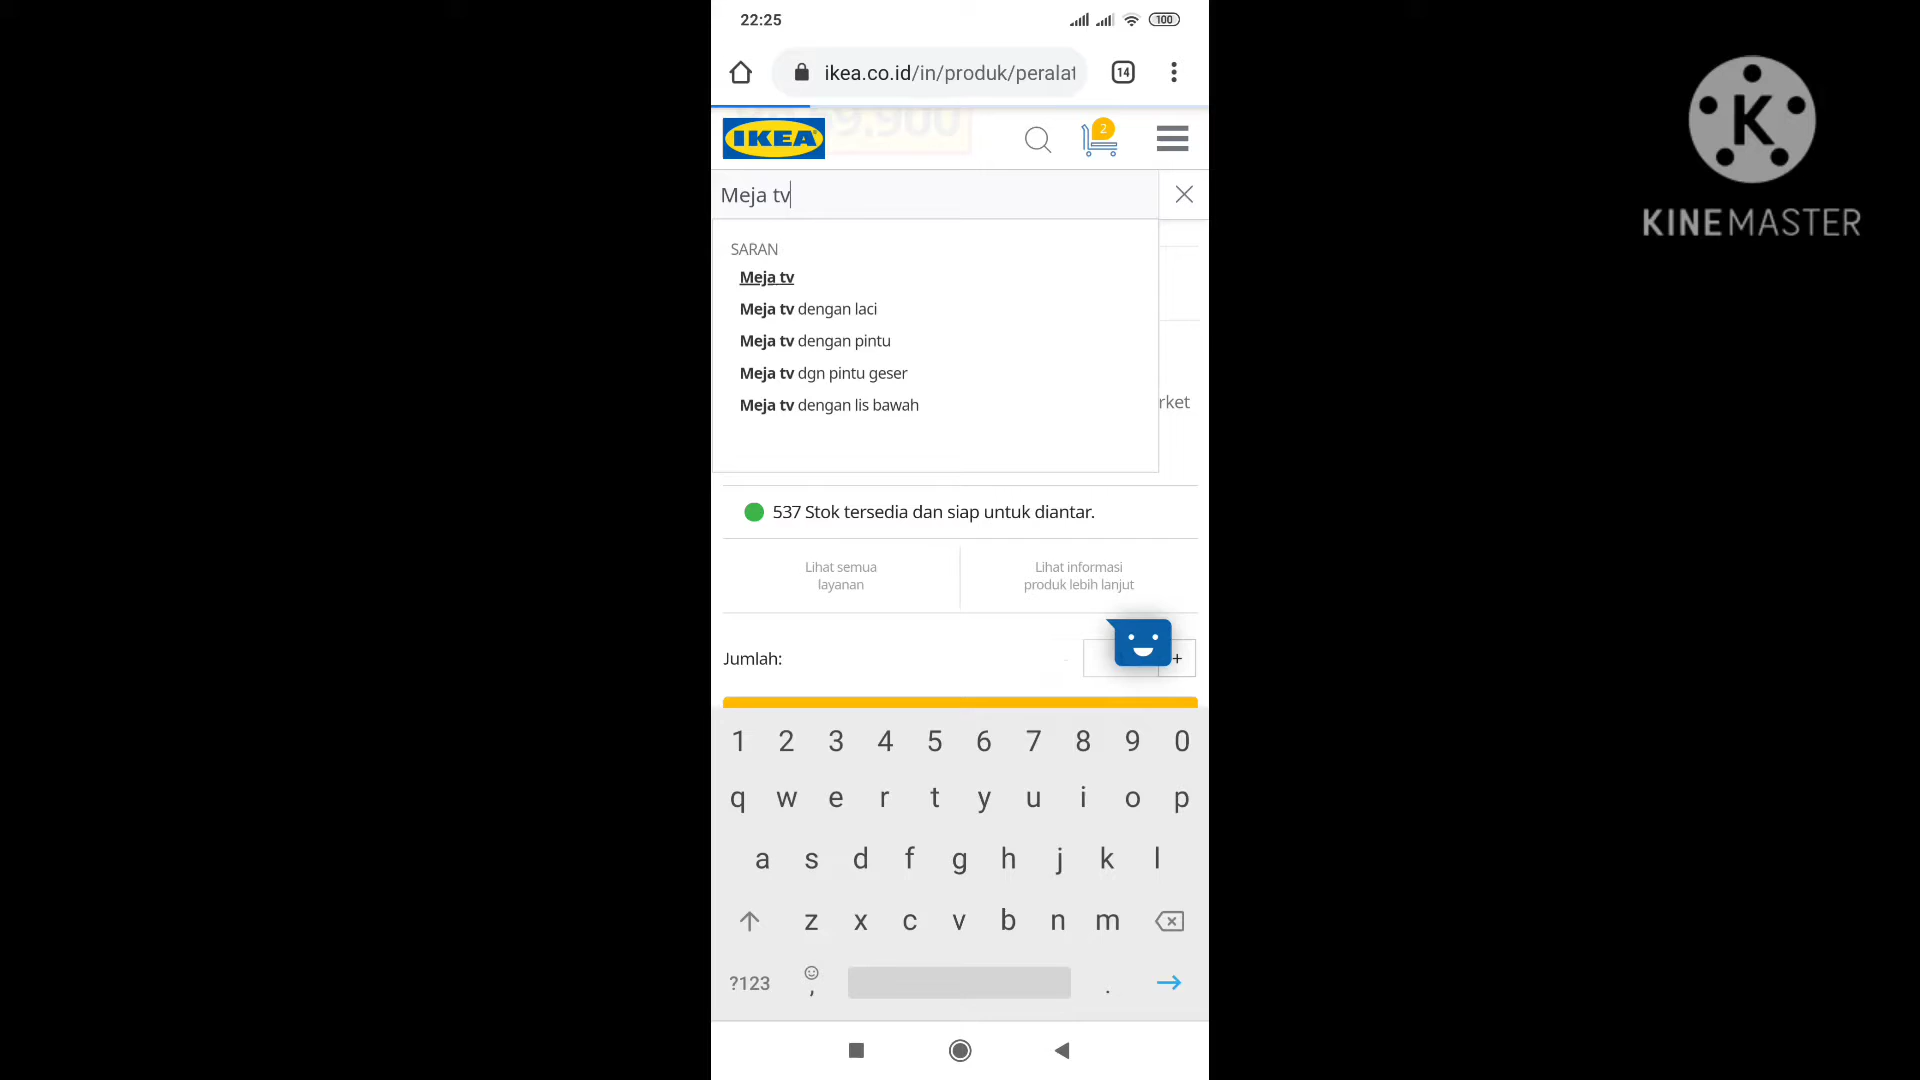 22:25
100
ikea.co.id/in/produk/peralat
14
9.900
IKEA
2
Meja tv
SARAN
Meja tv
Meja tv dengan laci
Meja tv dengan pintu
Meja tv dgn pintu geser
Meja tv dengan lis bawah
rket
537 Stok tersedia dan siap untuk diantar.
Lihat semua
layanan
Lihat informasi
produk lebih lanjut
Jumlah:
+
1 2 3 4 5 6 7 8 9 0
q w e r t y u i o p
a s d f g h j k l
z x c v b n m
?123 , .
K
KINEMASTER